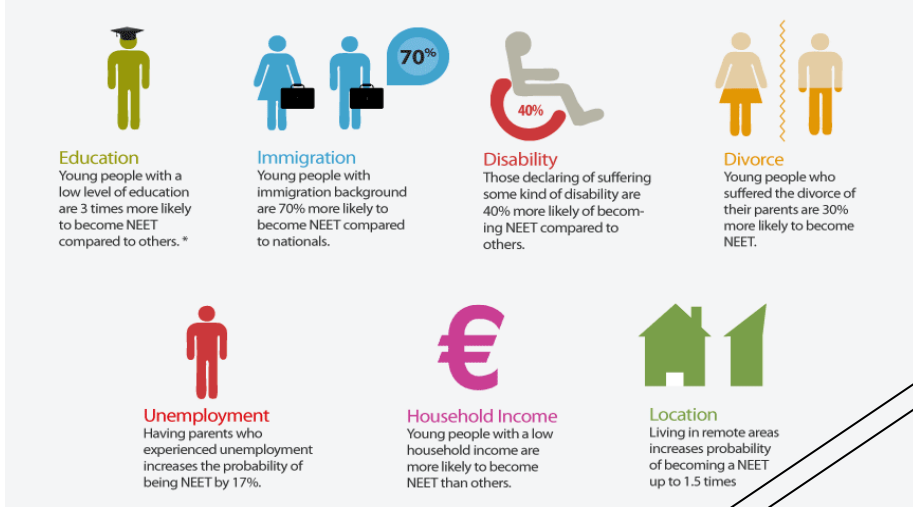 70%
40%
Education
Young people with a
low level of education
are 3 times more likely
to become NEET
compared to others. *
Immigration
Young people with
immigration background
are 70% more likely to
become NEET compared
to nationals.
Disability
Those declaring of suffering
some kind of disability are
40% more likely of becom-
ing NEET compared to
others.
Divorce
Young people who
suffered the divorce of
their parents are 30%
more likely to become
NEET.
Unemployment
Having parents who
experienced unemployment
increases the probability of
being NEET by 17%.
€
Household Income
Young people with a low
household income are
more likely to become
NEET than others.
Location
Living in remote areas
increases probability
of becoming a NEET
up to 1.5 times